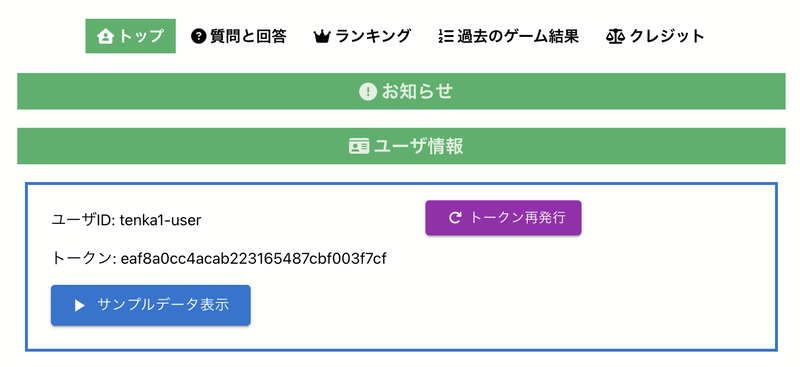 トップ 質問と回答 ランキング 過去のゲーム結果 クレジット
お知らせ
ユーザ情報
ユーザID: tenka1-user トークン再発行
トークン: eaf8a0cc4acab223165487cbf003f7cf
サンプルデータ表示